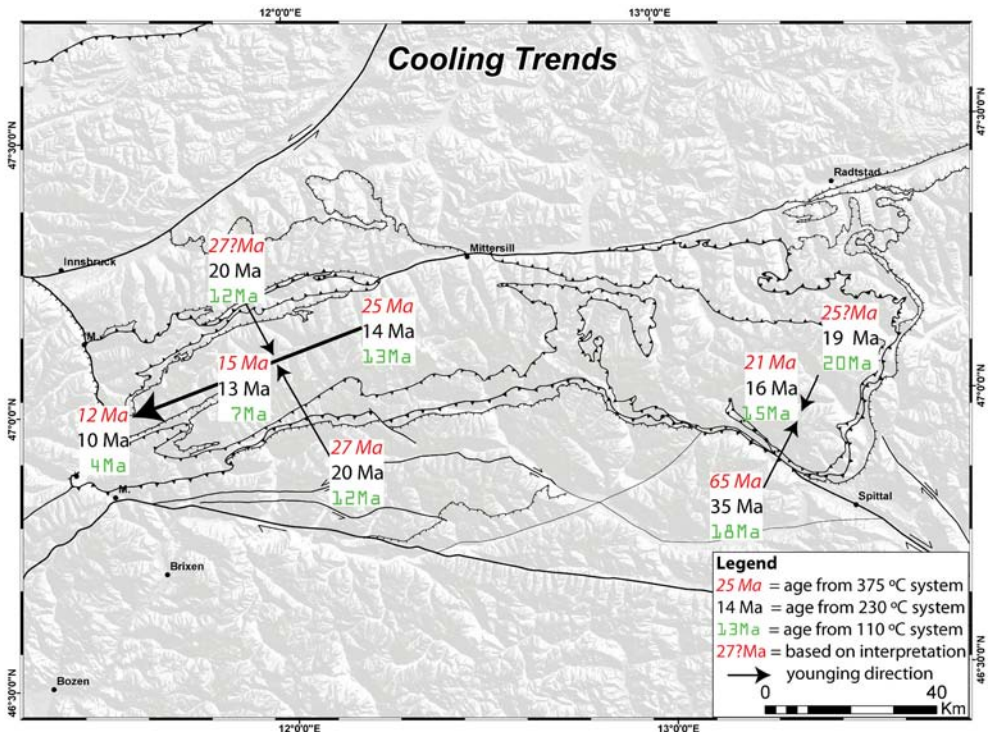 12°0'0"E
13°0'0"E
Cooling Trends
47°30'0"N
47°30'0"N
Radtstad
Innsbruck
Mittersill
27?Ma
20 Ma
12Ma
25 Ma
14 Ma
13Ma
25?Ma
19 Ma
20Ma
M.
15Ma
13 Ma
7Ma
21 Ma
16 Ma
15Ma
47°0'0"N
47°0'0"N
12 Ma
10 Ma
4Ma
27 Ma
20 Ma
12Ma
65 Ma
35 Ma
18Ma
M.
Spittal
Brixen
Bozen
Legend
25 Ma = age from 375 ºC system
14 Ma = age from 230 ºC system
13Ma = age from 110 ºC system
27?Ma = based on interpretation
younging direction
0 40
Km
46°30'0"N
46°30'0"N
12°0'0"E
13°0'0"E